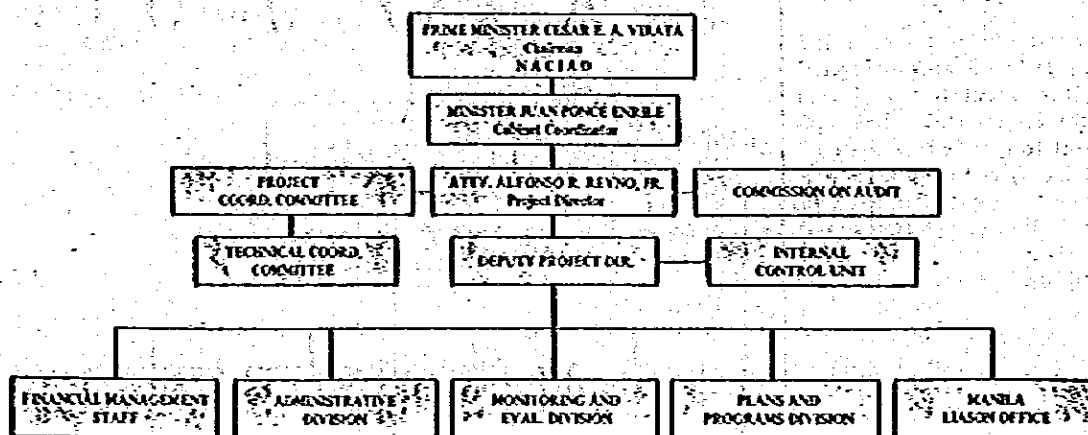 PRIME MINISTER CESAR E. A. VIRATA
Chairman
N A C I A D
MINISTER JUAN PONCE ENRILE
Cabinet Coordinator
PROJECT
COORD. COMMITTEE
ATTY. ALFONSO R. REYNO, JR.
Project Director
COMMISSION ON AUDIT
TECHNICAL COORD.
COMMITTEE
DEPUTY PROJECT DIR.
INTERNAL
CONTROL UNIT
FINANCIAL MANAGEMENT
STAFF
ADMINISTRATIVE
DIVISION
MONITORING AND
EVAL. DIVISION
PLANS AND
PROGRAMS DIVISION
MANILA
LIASON OFFICE